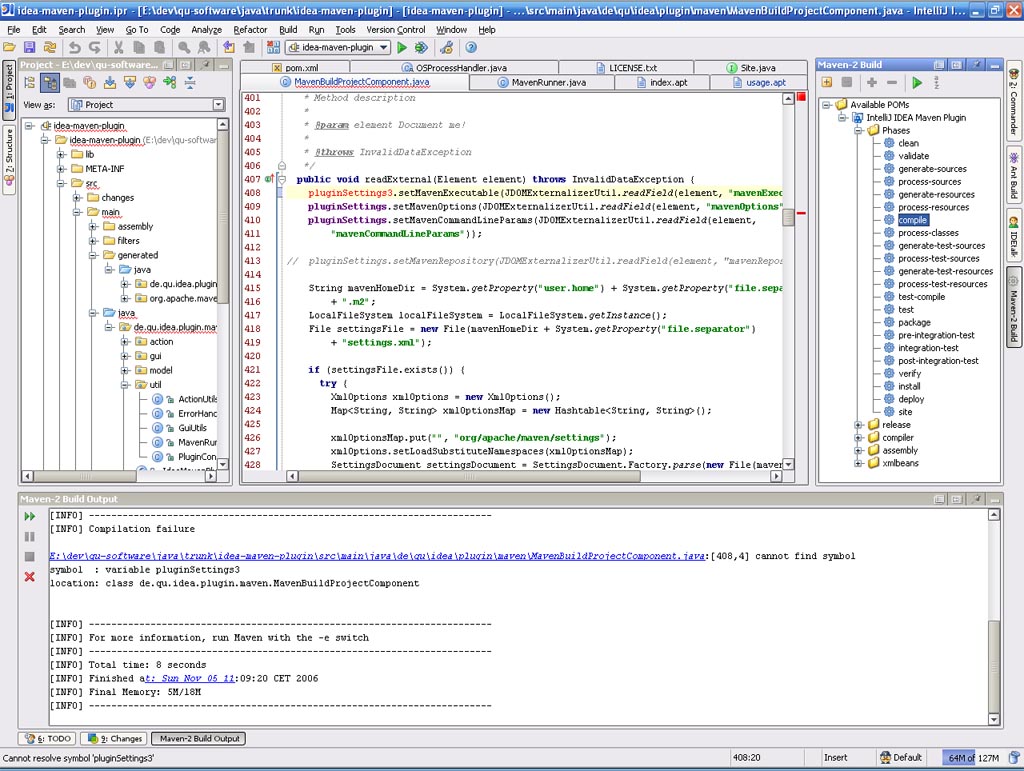 idea-maven-plugin.ipr - [E:\dev\qu-software\java\trunk\idea-maven-plugin] - [idea-maven-plugin] - ...\src\main\java\de\qu\idea\plugin\maven\MavenBuildProjectComponent.java - IntelliJ I...
File Edit Search View Go To Code Analyze Refactor Build Run Tools Version Control Window Help
idea-maven-plugin
Project - E:\dev\qu-software...
View as: Project
1: Project
7: Structure
idea-maven-plugin
idea-maven-plugin (E:\dev\qu-softwar
lib
META-INF
src
changes
main
assembly
filters
generated
java
de.qu.idea.plugin
org.apache.mave
java
de.qu.idea.plugin.ma
action
gui
model
util
ActionUtils
ErrorHanc
GuiUtils
MavenRur
PluginCon
pom.xml OSProcessHandler.java LICENSE.txt Site.java
MavenBuildProjectComponent.java MavenRunner.java index.apt usage.apt
401 * Method description
402 *
403 * @param element Document me!
404 *
405 * @throws InvalidDataException
406 */
407 public void readExternal(Element element) throws InvalidDataException {
408 pluginSettings3.setMavenExecutable(JDOMExternalizerUtil.readField(element, "mavenExec
409 pluginSettings.setMavenOptions(JDOMExternalizerUtil.readField(element, "mavenOptions"
410 pluginSettings.setMavenCommandLineParams(JDOMExternalizerUtil.readField(element,
411 "mavenCommandLineParams"));
412
413 // pluginSettings.setMavenRepository(JDOMExternalizerUtil.readField(element, "mavenRepos
414
415 String mavenHomeDir = System.getProperty("user.home") + System.getProperty("file.sepa
416 + ".m2";
417 LocalFileSystem localFileSystem = LocalFileSystem.getInstance();
418 File settingsFile = new File(mavenHomeDir + System.getProperty("file.separator")
419 + "settings.xml");
420
421 if (settingsFile.exists()) {
422 try {
423 XmlOptions xmlOptions = new XmlOptions();
424 Map<String, String> xmlOptionsMap = new Hashtable<String, String>();
425
426 xmlOptionsMap.put("", "org/apache/maven/settings");
427 xmlOptions.setLoadSubstituteNamespaces(xmlOptionsMap);
428 SettingsDocument settingsDocument = SettingsDocument.Factory.parse(new File(maven
Maven-2 Build
Available POMs
IntelliJ IDEA Maven Plugin
Phases
clean
validate
generate-sources
process-sources
generate-resources
process-resources
compile
process-classes
generate-test-sources
process-test-sources
generate-test-resources
process-test-resources
test-compile
test
package
pre-integration-test
integration-test
post-integration-test
verify
install
deploy
site
release
compiler
assembly
xmlbeans
2: Commander
Ant Build
IDEtalk
Maven-2 Build
Maven-2 Build Output
[INFO] ------------------------------------------------------------------------
[INFO] Compilation failure

E:\dev\qu-software\java\trunk\idea-maven-plugin\src\main\java\de\qu\idea\plugin\maven\MavenBuildProjectComponent.java:[408,4] cannot find symbol
symbol : variable pluginSettings3
location: class de.qu.idea.plugin.maven.MavenBuildProjectComponent

[INFO] ------------------------------------------------------------------------
[INFO] For more information, run Maven with the -e switch
[INFO] ------------------------------------------------------------------------
[INFO] Total time: 8 seconds
[INFO] Finished at: Sun Nov 05 11:09:20 CET 2006
[INFO] Final Memory: 5M/18M
[INFO] ------------------------------------------------------------------------
6: TODO 9: Changes Maven-2 Build Output
Cannot resolve symbol 'pluginSettings3' 408:20 Insert Default 64M of 127M